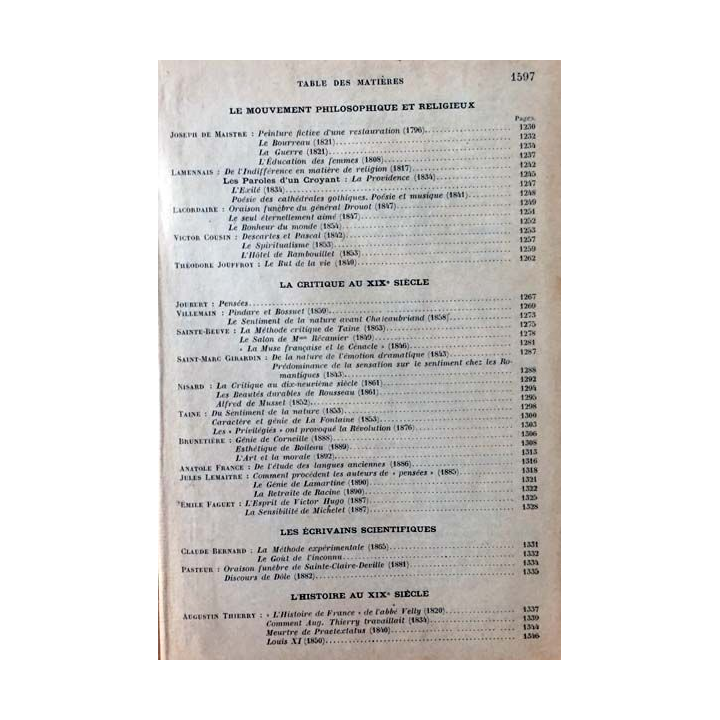 TABLE DES MATIÈRES 1597
LE MOUVEMENT PHILOSOPHIQUE ET RELIGIEUX
Pages.
JOSEPH DE MAISTRE : Peinture fictive d'une restauration (1796) 1230
Le Bourreau (1821) 1232
La Guerre (1821) 1234
L'Éducation des femmes (1808) 1237
LAMENNAIS : De l'Indifférence en matière de religion (1817) 1242
Les Paroles d'un Croyant : La Providence (1834) 1245
L'Exilé (1834) 1247
Poésie des cathédrales gothiques. Poésie et musique (1841) 1248
LACORDAIRE : Oraison funèbre du général Drouot (1847) 1249
Le seul éternellement aimé (1847) 1251
Le Bonheur du monde (1854) 1252
VICTOR COUSIN : Descartes et Pascal (1842) 1253
Le Spiritualisme (1853) 1257
L'Hôtel de Rambouillet (1853) 1259
THÉODORE JOUFFROY : Le But de la vie (1849) 1262
LA CRITIQUE AU XIXe SIÈCLE
JOUBERT : Pensées 1267
VILLEMAIN : Pindare et Bossuet (1859) 1269
Le Sentiment de la nature avant Chateaubriand (1858) 1273
SAINTE-BEUVE : La Méthode critique de Taine (1863) 1275
Le Salon de Mme Récamier (1849) 1278
« La Muse française et le Cénacle » (1846) 1281
SAINT-MARC GIRARDIN : De la nature de l'émotion dramatique (1843) 1287
Prédominance de la sensation sur le sentiment chez les Ro-
mantiques (1843) 1288
NISARD : La Critique au dix-neuvième siècle (1861) 1292
Les Beautés durables de Rousseau (1861) 1294
Alfred de Musset (1852) 1295
TAINE : Du Sentiment de la nature (1853) 1298
Caractère et génie de La Fontaine (1853) 1300
Les « Privilégiés » ont provoqué la Révolution (1876) 1303
BRUNETIÈRE : Génie de Corneille (1888) 1306
Esthétique de Boileau (1889) 1308
L'Art et la morale (1892) 1313
ANATOLE FRANCE : De l'étude des langues anciennes (1886) 1316
JULES LEMAITRE : Comment procèdent les auteurs de « pensées » (1885) 1318
Le Génie de Lamartine (1890) 1321
La Retraite de Racine (1890) 1322
ÉMILE FAGUET : L'Esprit de Victor Hugo (1887) 1325
La Sensibilité de Michelet (1887) 1328
LES ÉCRIVAINS SCIENTIFIQUES
CLAUDE BERNARD : La Méthode expérimentale (1865) 1331
Le Goût de l'inconnu 1332
PASTEUR : Oraison funèbre de Sainte-Claire-Deville (1881) 1334
Discours de Dôle (1882) 1335
L'HISTOIRE AU XIXe SIÈCLE
AUGUSTIN THIERRY : « L'Histoire de France » de l'abbé Velly (1820) 1337
Comment Aug. Thierry travaillait (1834) 1339
Meurtre de Praetextatus (1840) 1344
Louis XI (1850) 1346